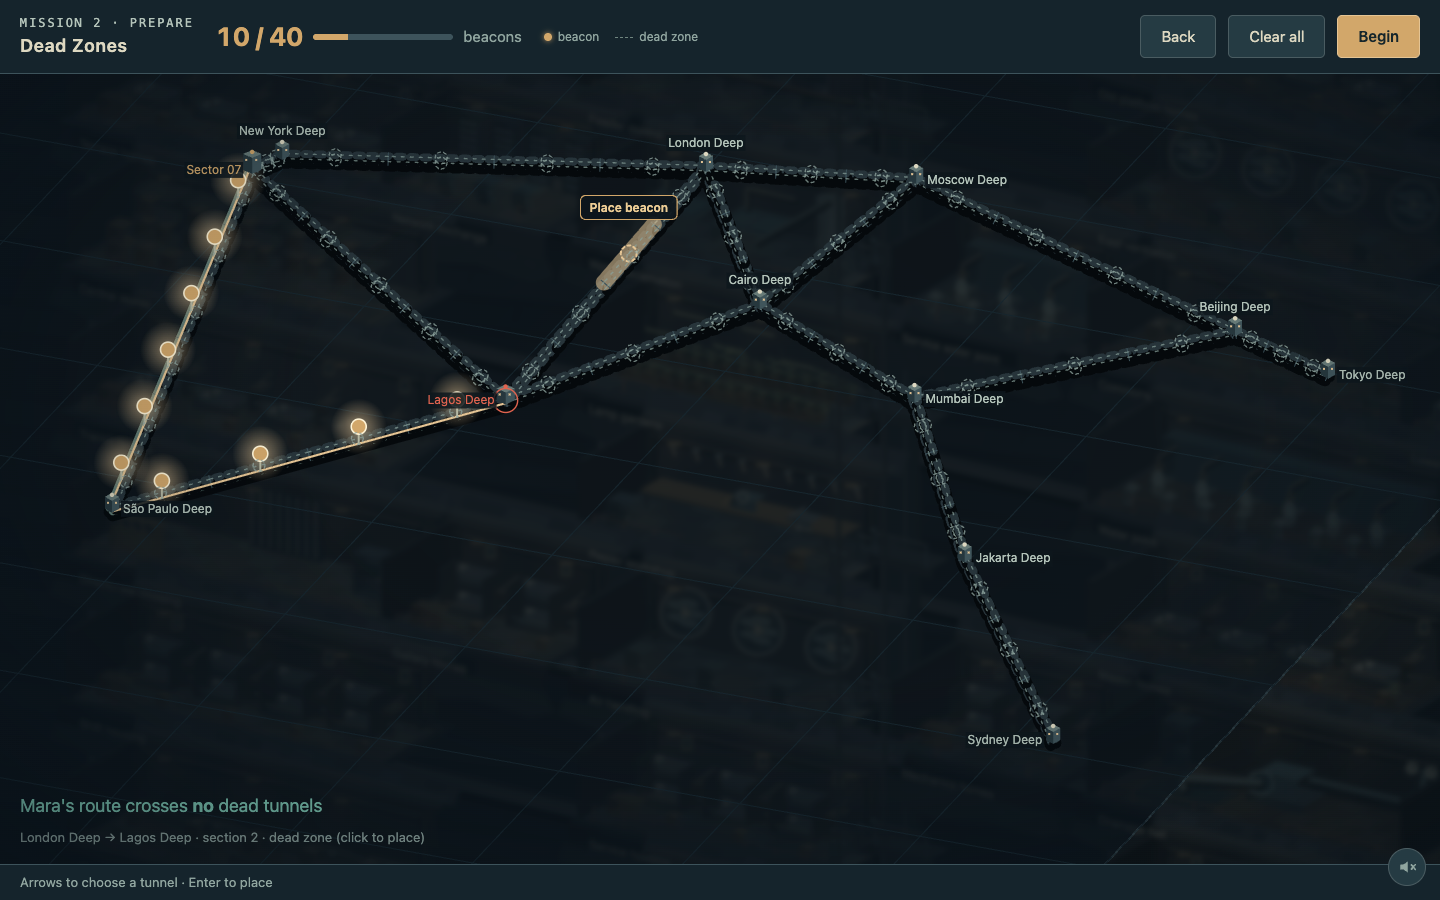 MISSION 2 · PREPARE
Dead Zones
10 / 40 beacons
beacon
dead zone
Back
Clear all
Begin
New York Deep
London Deep
Sector 07
Moscow Deep
Place beacon
Cairo Deep
Beijing Deep
Tokyo Deep
Lagos Deep
Mumbai Deep
São Paulo Deep
Jakarta Deep
Sydney Deep
Mara's route crosses no dead tunnels
London Deep → Lagos Deep · section 2 · dead zone (click to place)
Arrows to choose a tunnel · Enter to place